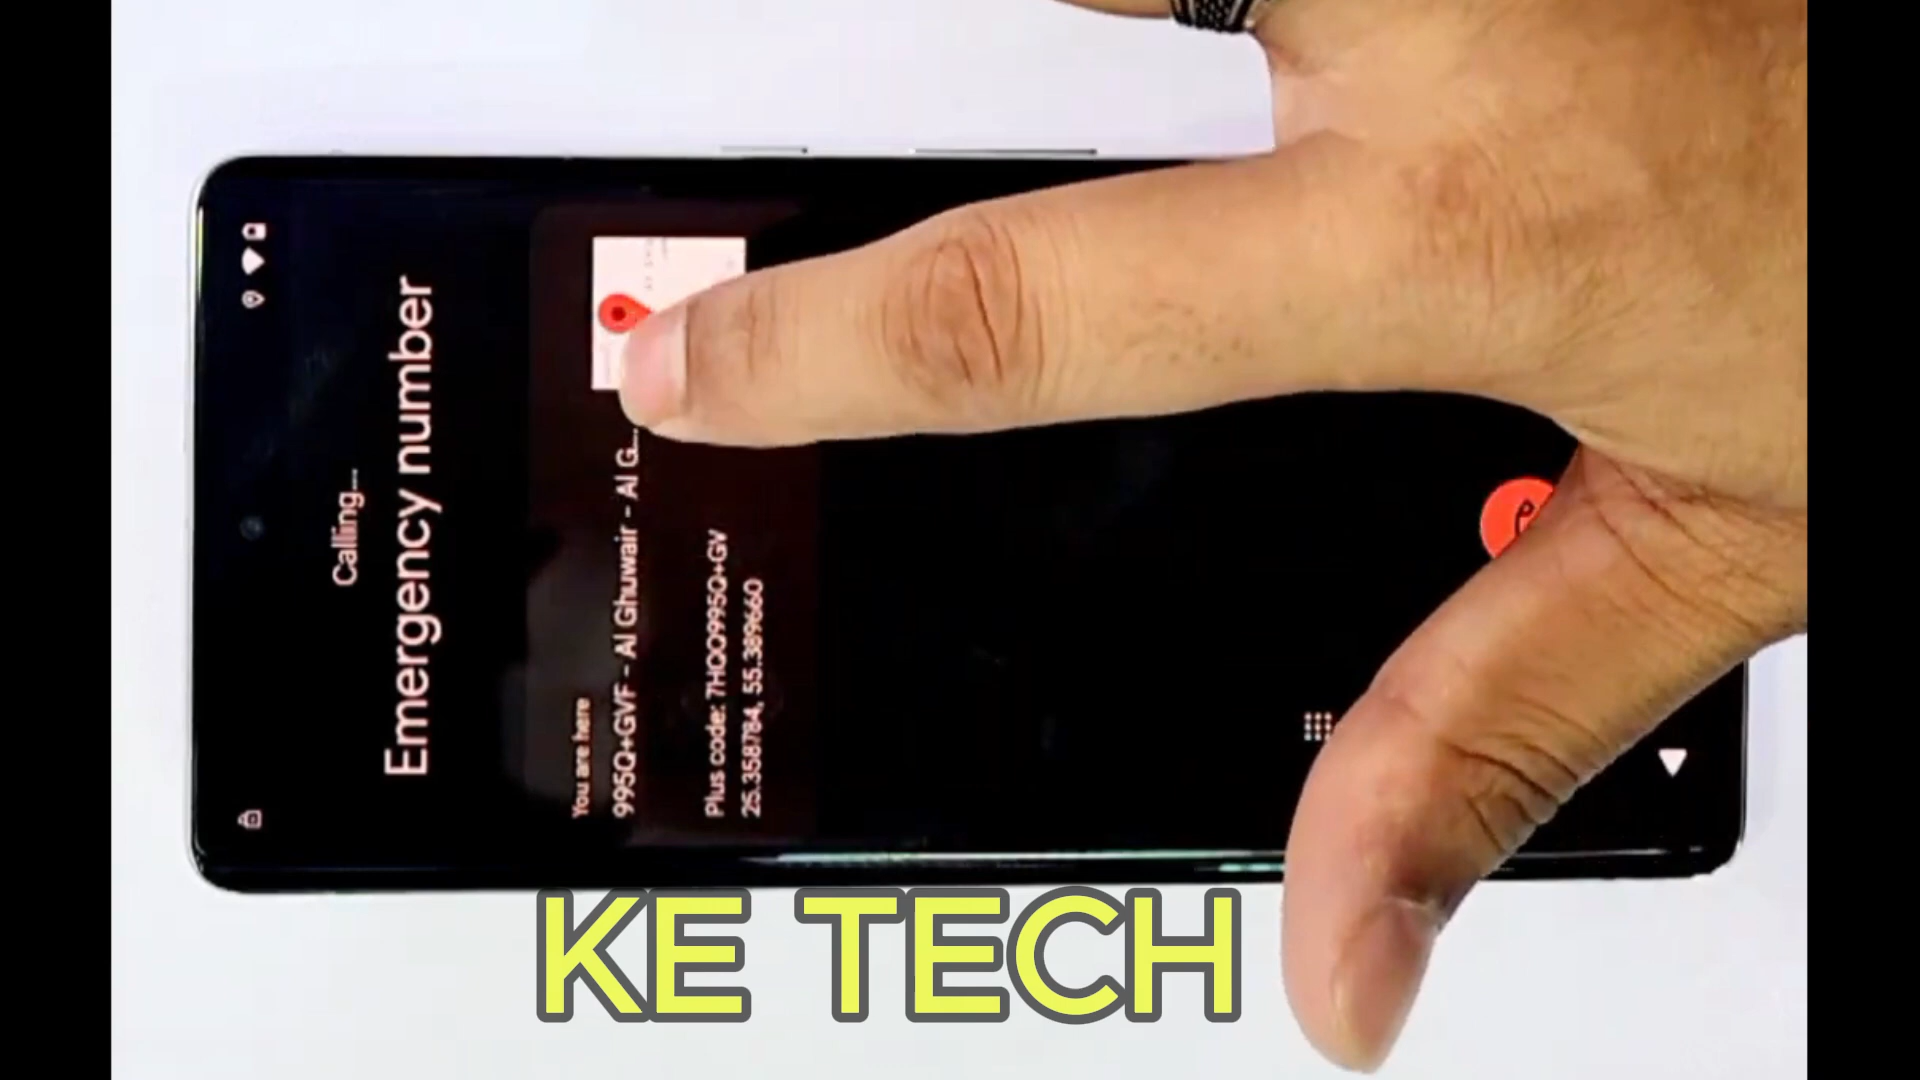 Calling...
Emergency number
You are here
995Q+GVF - Al Ghuwair - Al G...
Plus code: 7HQQ995Q+GV
25.358784, 55.389660
KE TECH